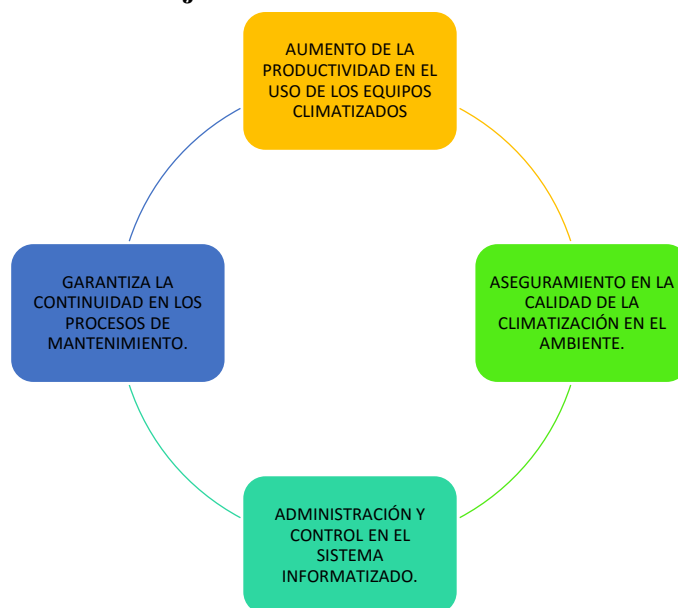 AUMENTO DE LA
PRODUCTIVIDAD EN EL
USO DE LOS EQUIPOS
CLIMATIZADOS
GARANTIZA LA
CONTINUIDAD EN LOS
PROCESOS DE
MANTENIMIENTO.
ASEGURAMIENTO EN LA
CALIDAD DE LA
CLIMATIZACIÓN EN EL
AMBIENTE.
ADMINISTRACIÓN Y
CONTROL EN EL
SISTEMA
INFORMATIZADO.